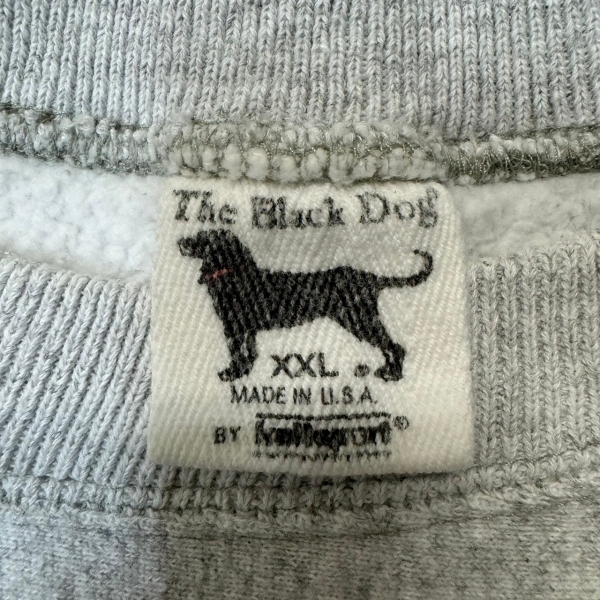 The Black Dog
XXL ®
MADE IN U.S.A.
BY ®